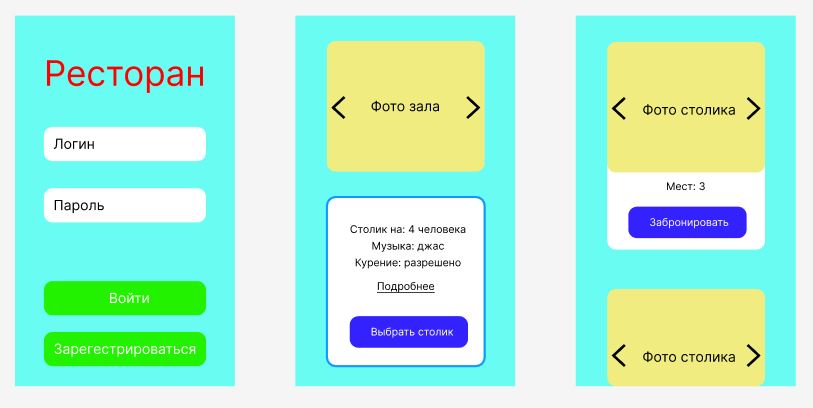 Ресторан
Логин
Пароль
Войти
Зарегестрироваться
Фото зала
Столик на: 4 человека
Музыка: джас
Курение: разрешено
Подробнее
Выбрать столик
Фото столика
Мест: 3
Забронировать
Фото столика